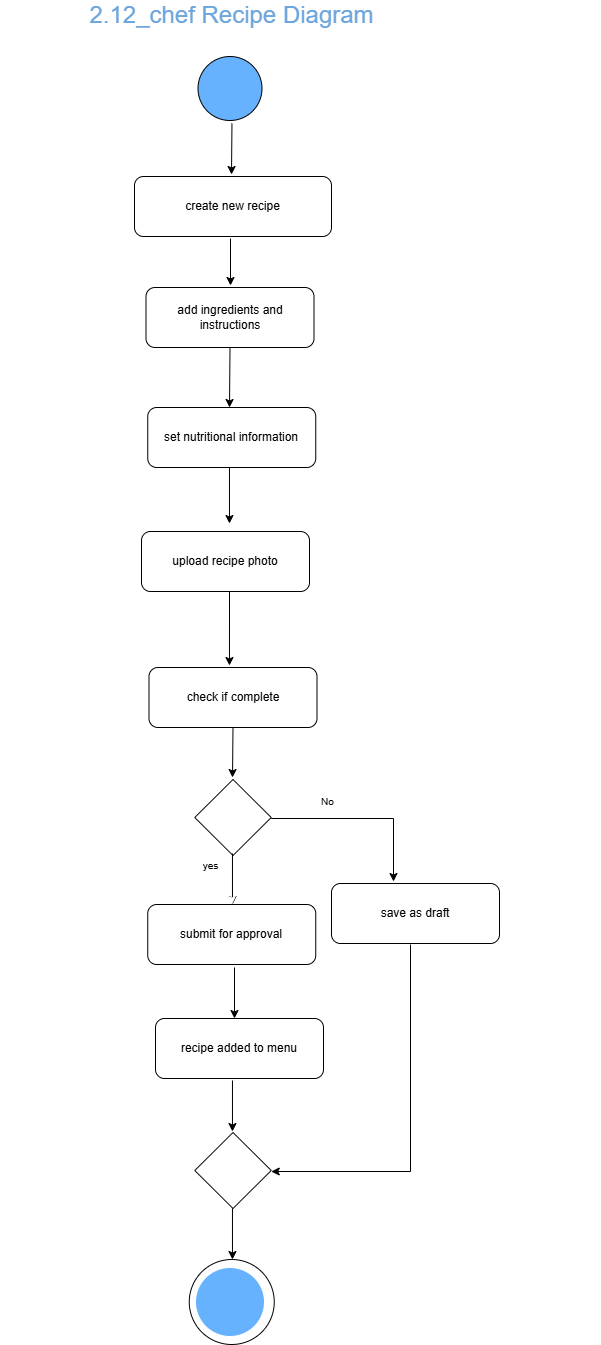 2.12_chef Recipe Diagram
create new recipe
add ingredients and
instructions
set nutritional information
upload recipe photo
check if complete
No
yes
save as draft
submit for approval
recipe added to menu